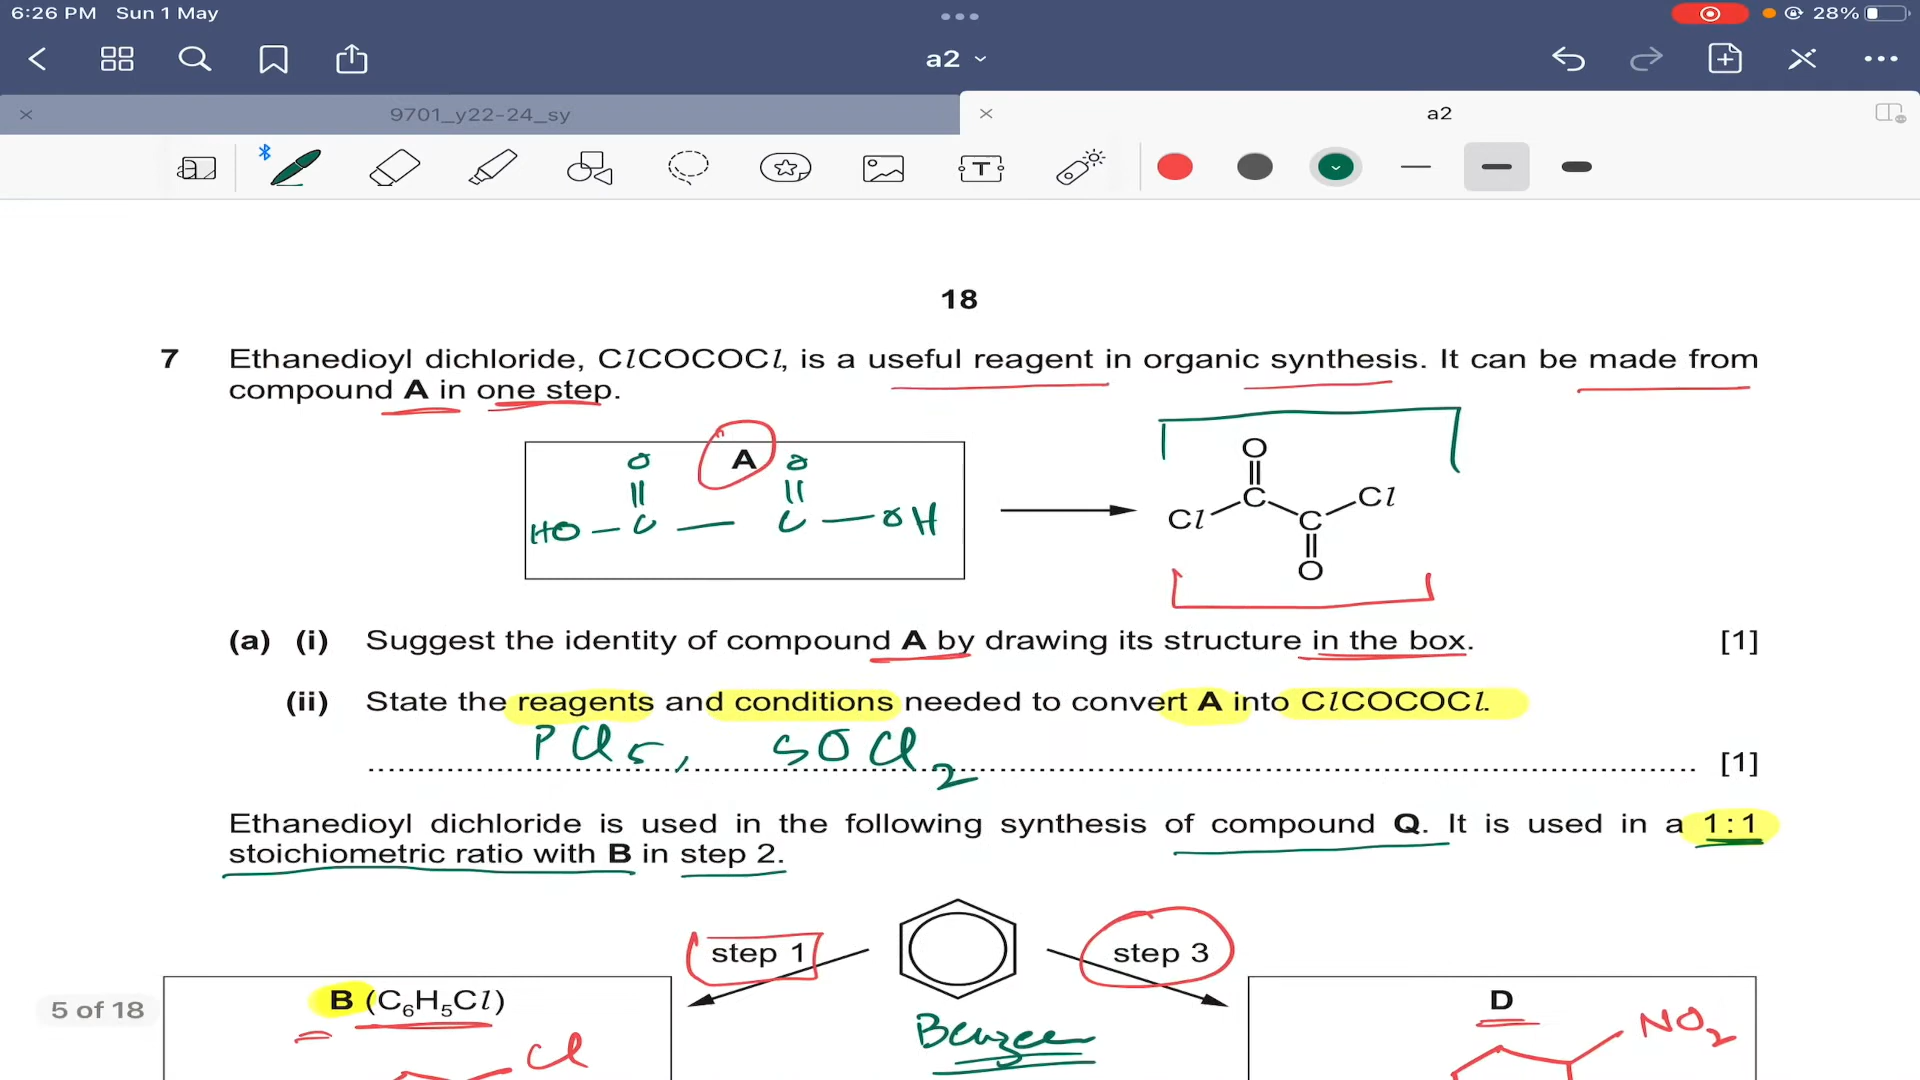 6:26 PM Sun 1 May
28%
a2
9701_y22-24_sy
a2
18
7 Ethanedioyl dichloride, ClCOCOCl, is a useful reagent in organic synthesis. It can be made from
compound A in one step.
A
O O
HO – C — C — OH
O
C Cl
Cl C
O
(a) (i) Suggest the identity of compound A by drawing its structure in the box. [1]
(ii) State the reagents and conditions needed to convert A into ClCOCOCl.
PCl5, SOCl2
[1]
Ethanedioyl dichloride is used in the following synthesis of compound Q. It is used in a 1:1
stoichiometric ratio with B in step 2.
step 1 step 3
B (C6H5Cl)
D
Cl
Benzene
NO2
5 of 18